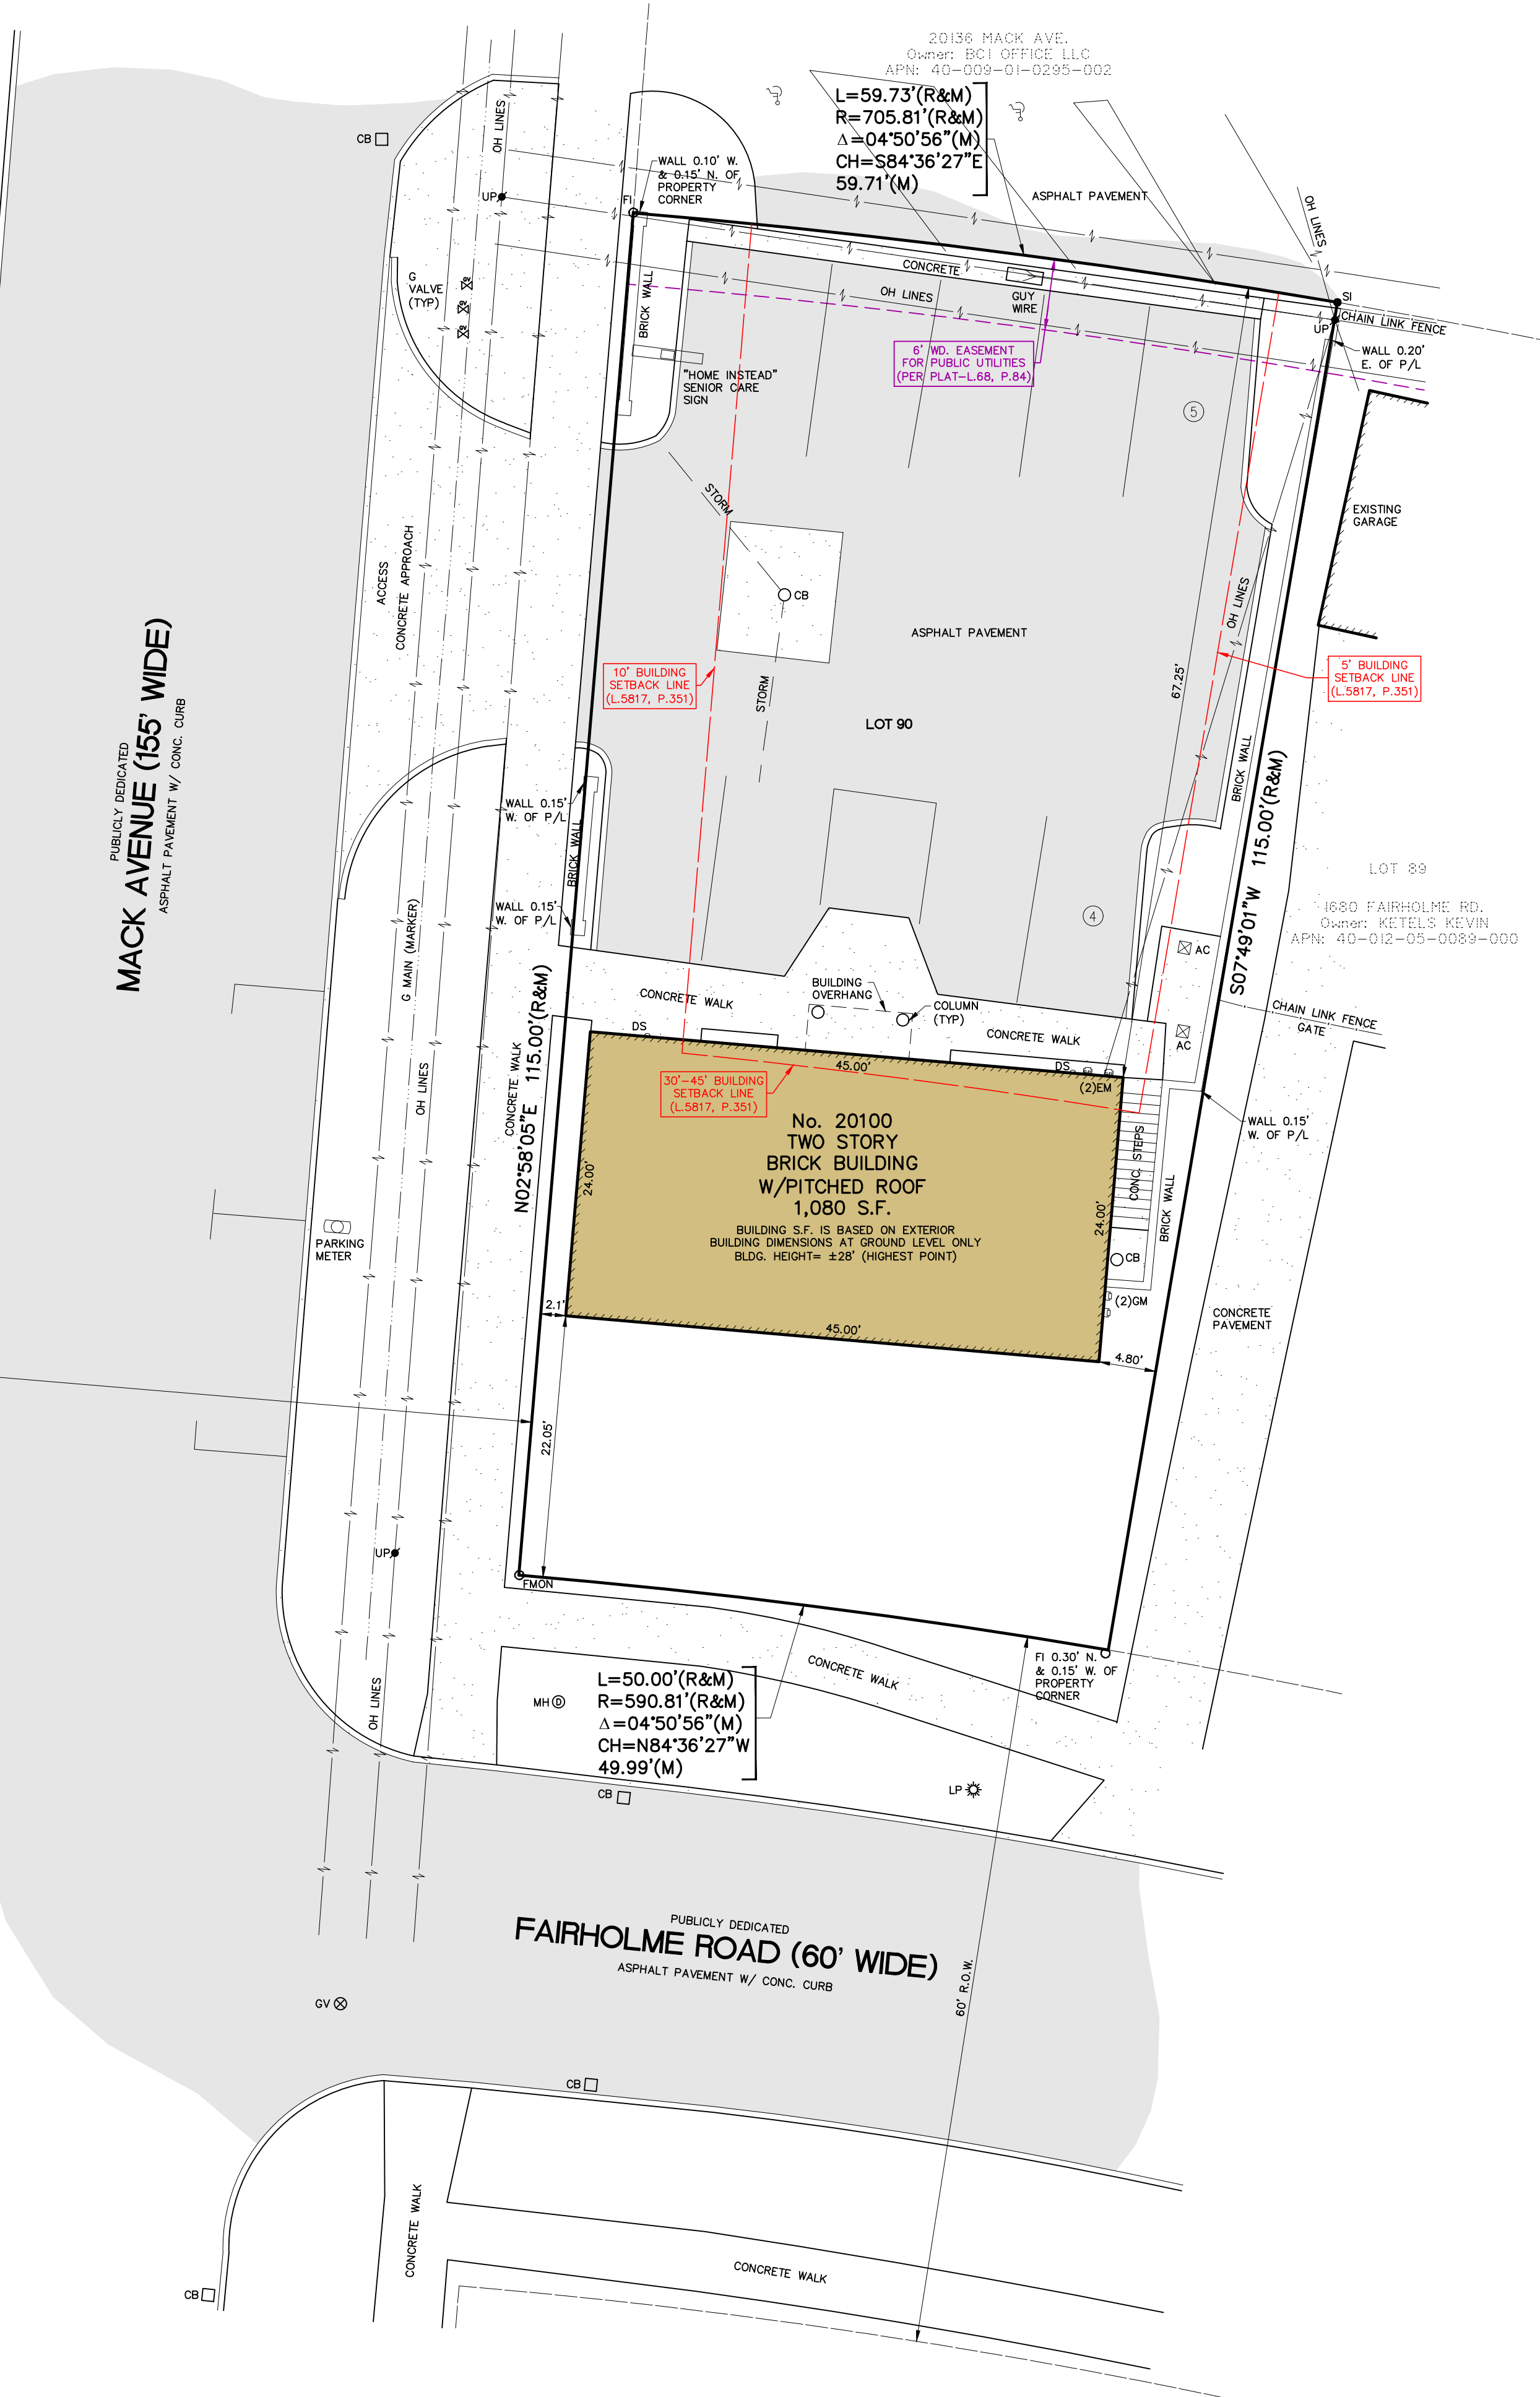 20136 MACK AVE.
Owner: BCI OFFICE LLC
APN: 40-009-01-0295-002
L=59.73'(R&M)
R=705.81'(R&M)
Δ=04°50'56"(M)
CH=S84°36'27"E
59.71'(M)
CB
OH LINES
UP
WALL 0.10' W.
& 0.15' N. OF
PROPERTY
CORNER
FI
ASPHALT PAVEMENT
OH LINES
SI
CHAIN LINK FENCE
UP
WALL 0.20'
E. OF P/L
G
VALVE
(TYP)
BRICK WALL
CONCRETE
OH LINES
GUY
WIRE
6' WD. EASEMENT
FOR PUBLIC UTILITIES
(PER PLAT-L.68, P.84)
"HOME INSTEAD"
SENIOR CARE
SIGN
5
STORM
EXISTING
GARAGE
ACCESS
CONCRETE APPROACH
CB
OH LINES
ASPHALT PAVEMENT
10' BUILDING
SETBACK LINE
(L.5817, P.351)
STORM
67.25'
5' BUILDING
SETBACK LINE
(L.5817, P.351)
LOT 90
PUBLICLY DEDICATED
MACK AVENUE (155' WIDE)
ASPHALT PAVEMENT W/ CONC. CURB
WALL 0.15'
W. OF P/L
BRICK WALL
BRICK WALL
S07°49'01"W 115.00'(R&M)
LOT 89
1680 FAIRHOLME RD.
Owner: KETELS KEVIN
APN: 40-012-05-0089-000
WALL 0.15'
W. OF P/L
4
G MAIN (MARKER)
AC
BUILDING
OVERHANG
CONCRETE WALK
COLUMN
(TYP)
CONCRETE WALK
CHAIN LINK FENCE
GATE
AC
DS
DS
(2)EM
CONCRETE WALK
N02°58'05"E 115.00'(R&M)
OH LINES
45.00'
30'-45' BUILDING
SETBACK LINE
(L.5817, P.351)
No. 20100
TWO STORY
BRICK BUILDING
W/PITCHED ROOF
1,080 S.F.
BUILDING S.F. IS BASED ON EXTERIOR
BUILDING DIMENSIONS AT GROUND LEVEL ONLY
BLDG. HEIGHT= ±28' (HIGHEST POINT)
24.00'
24.00'
CONC. STEPS
BRICK WALL
WALL 0.15'
W. OF P/L
PARKING
METER
CB
(2)GM
2.1'
45.00'
4.80'
CONCRETE
PAVEMENT
22.05'
UP
FMON
FI 0.30' N.
& 0.15' W. OF
PROPERTY
CORNER
CONCRETE WALK
OH LINES
MH
D
L=50.00'(R&M)
R=590.81'(R&M)
Δ=04°50'56"(M)
CH=N84°36'27"W
49.99'(M)
CB
LP
PUBLICLY DEDICATED
FAIRHOLME ROAD (60' WIDE)
ASPHALT PAVEMENT W/ CONC. CURB
60' R.O.W.
GV
CB
CONCRETE WALK
CONCRETE WALK
CB